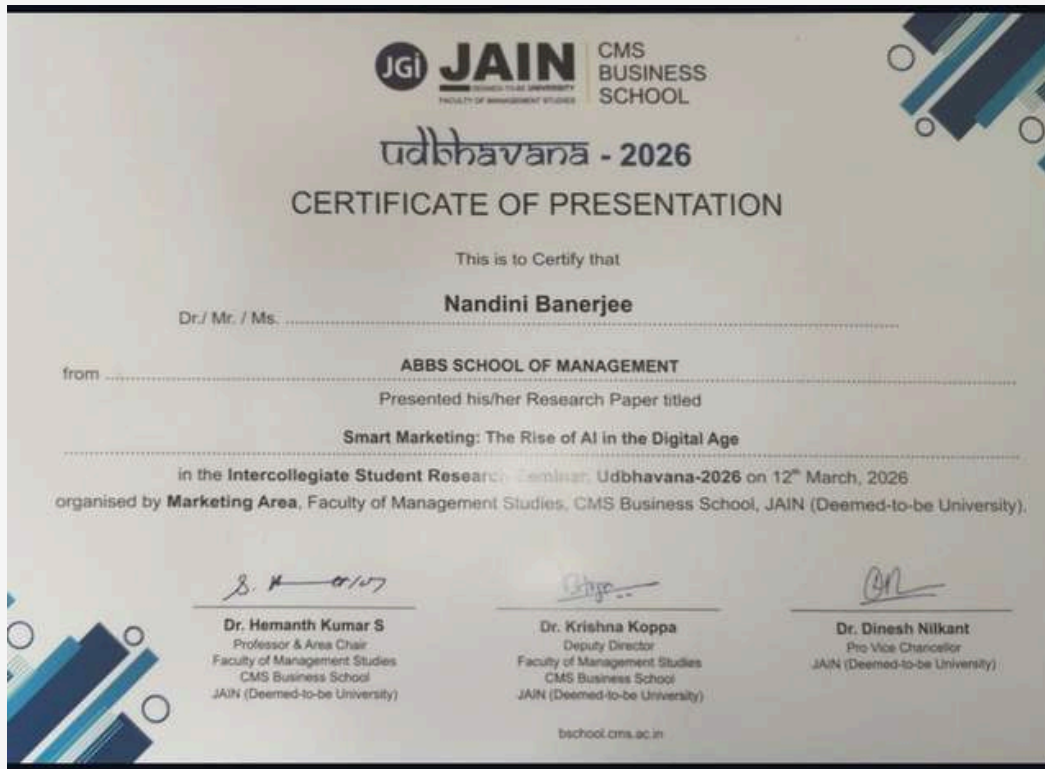 JGi JAIN
DEEMED-TO-BE UNIVERSITY
FACULTY OF MANAGEMENT STUDIES
CMS
BUSINESS
SCHOOL
udbhavana - 2026
CERTIFICATE OF PRESENTATION
This is to Certify that
Dr./ Mr. / Ms. Nandini Banerjee
from ABBS SCHOOL OF MANAGEMENT
Presented his/her Research Paper titled
Smart Marketing: The Rise of AI in the Digital Age
in the Intercollegiate Student Research Seminar, Udbhavana-2026 on 12th March, 2026
organised by Marketing Area, Faculty of Management Studies, CMS Business School, JAIN (Deemed-to-be University).
Dr. Hemanth Kumar S
Professor & Area Chair
Faculty of Management Studies
CMS Business School
JAIN (Deemed-to-be University)
Dr. Krishna Koppa
Deputy Director
Faculty of Management Studies
CMS Business School
JAIN (Deemed-to-be University)
Dr. Dinesh Nilkant
Pro Vice Chancellor
JAIN (Deemed-to-be University)
bschool.cms.ac.in